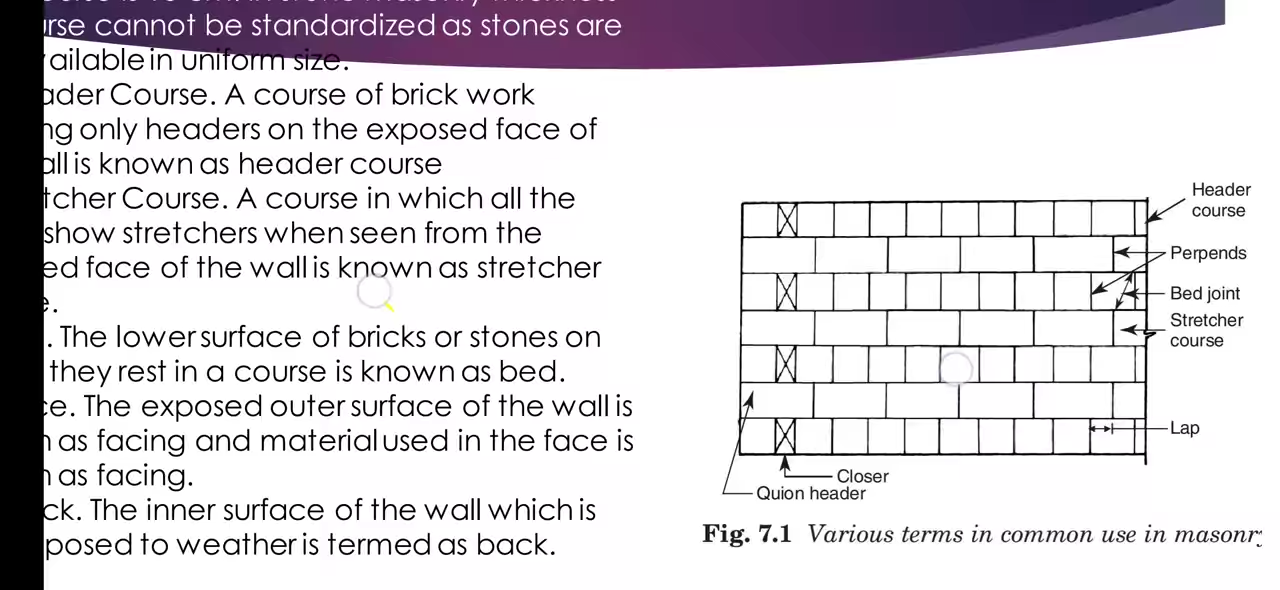 urse cannot be standardized as stones are
vailable in uniform size.
ader Course. A course of brick work
ng only headers on the exposed face of
all is known as header course
tcher Course. A course in which all the
show stretchers when seen from the
ed face of the wall is known as stretcher
e.
. The lower surface of bricks or stones on
they rest in a course is known as bed.
ce. The exposed outer surface of the wall is
n as facing and material used in the face is
n as facing.
ck. The inner surface of the wall which is
posed to weather is termed as back.
Header
course
Perpends
Bed joint
Stretcher
course
Lap
Closer
Quion header
Fig. 7.1 Various terms in common use in masonry